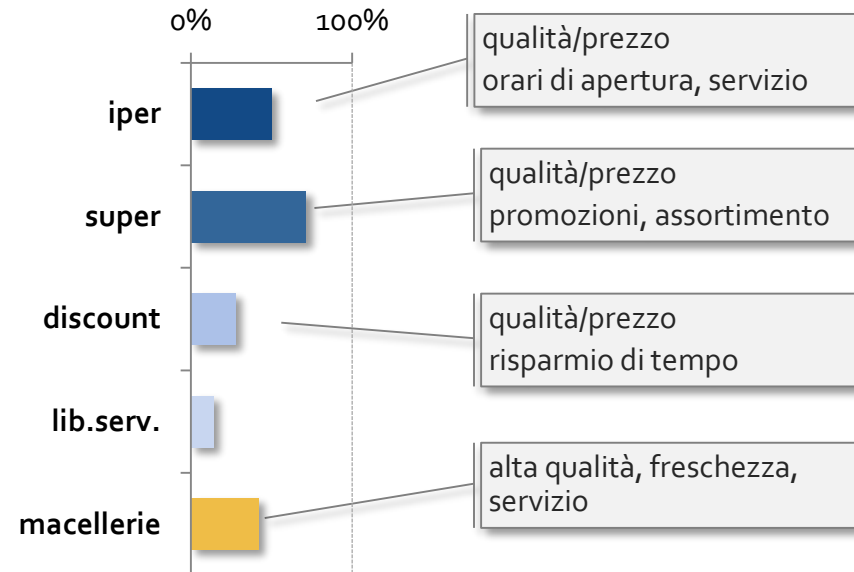 0% 100%
iper
qualità/prezzo
orari di apertura, servizio
super
qualità/prezzo
promozioni, assortimento
discount
qualità/prezzo
risparmio di tempo
lib.serv.
macellerie
alta qualità, freschezza,
servizio